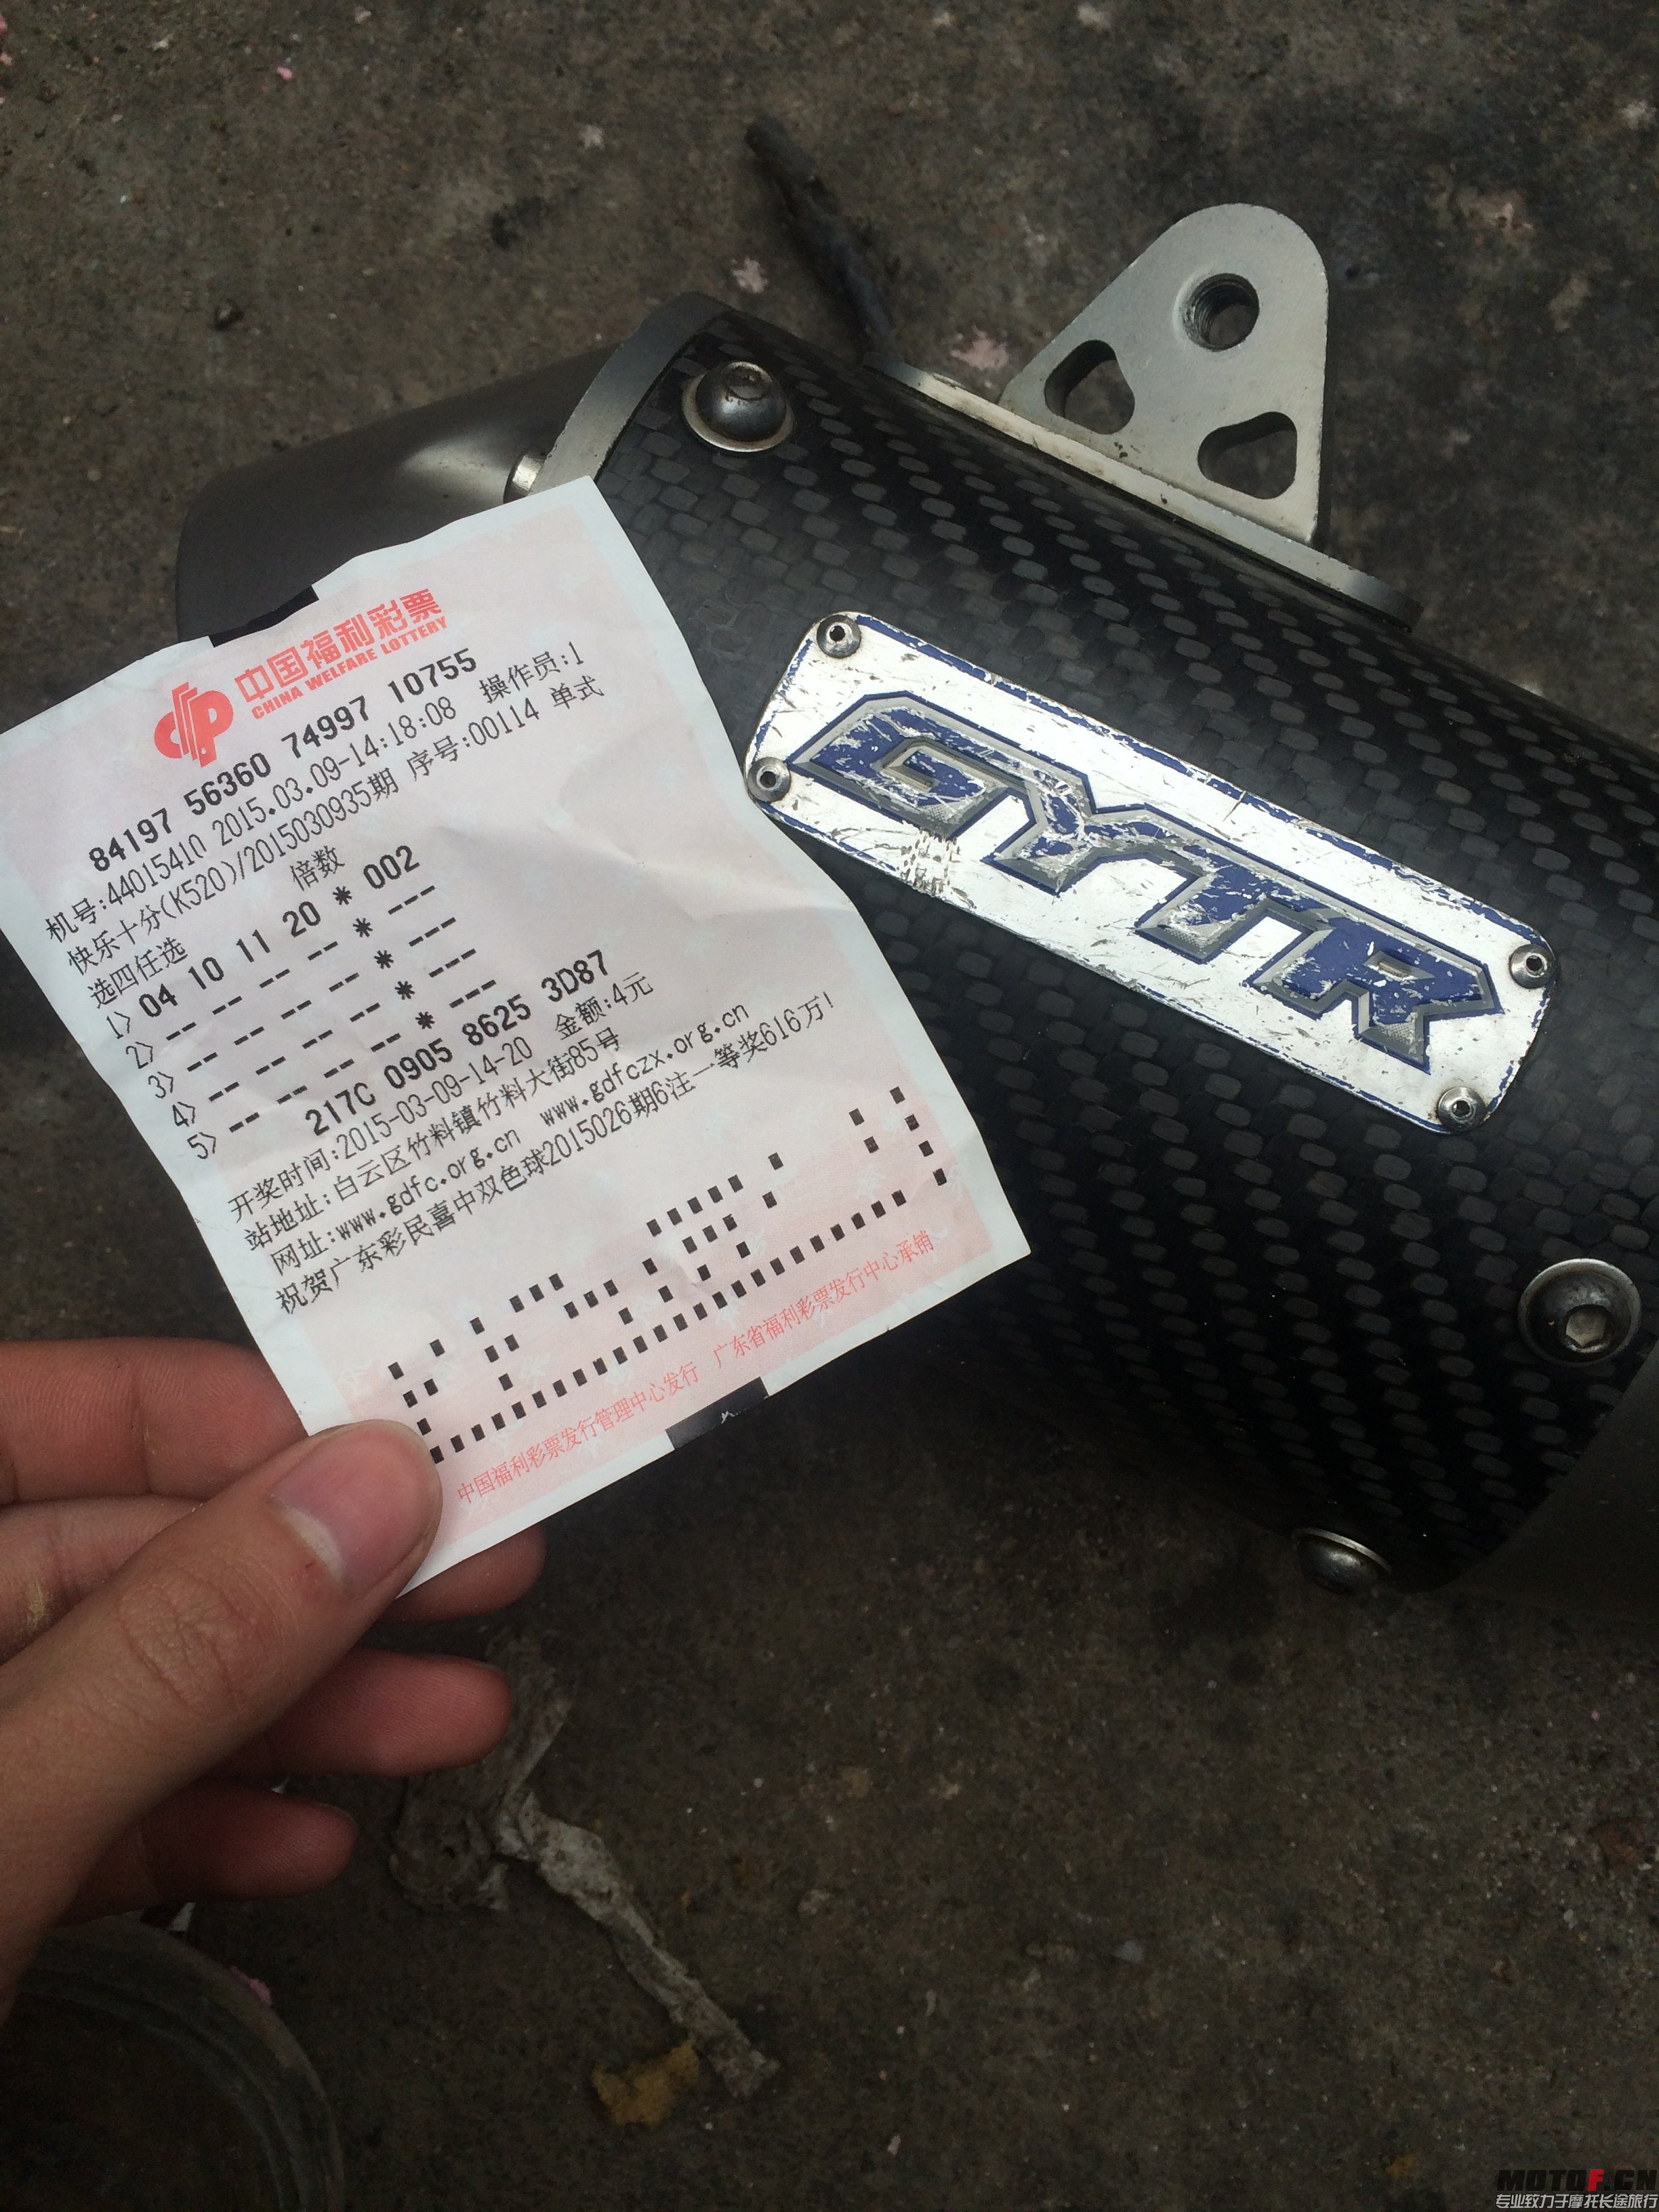 中国福利彩票
CHINA WELFARE LOTTERY
84197 56360 74997 10755
机号:44015410 2015.03.09-14:18:08 操作员:1
快乐十分(K520)/2015030935期 序号:00114 单式
选四任选 倍数
1> 04 10 11 20 * 002
2> -- -- -- -- * ---
3> -- -- -- -- * ---
4> -- -- -- -- * ---
5> -- -- -- -- * ---
217C 0905 8625 3D87
开奖时间:2015-03-09-14-20 金额:4元
站地址:白云区竹料镇竹料大街85号
网址:www.gdfc.org.cn www.gdfczx.org.cn
祝贺广东彩民喜中双色球2015026期6注一等奖616万!
中国福利彩票发行管理中心发行 广东省福利彩票发行中心承销
GYTR
MOTOF.CN
专业致力于摩托长途旅行